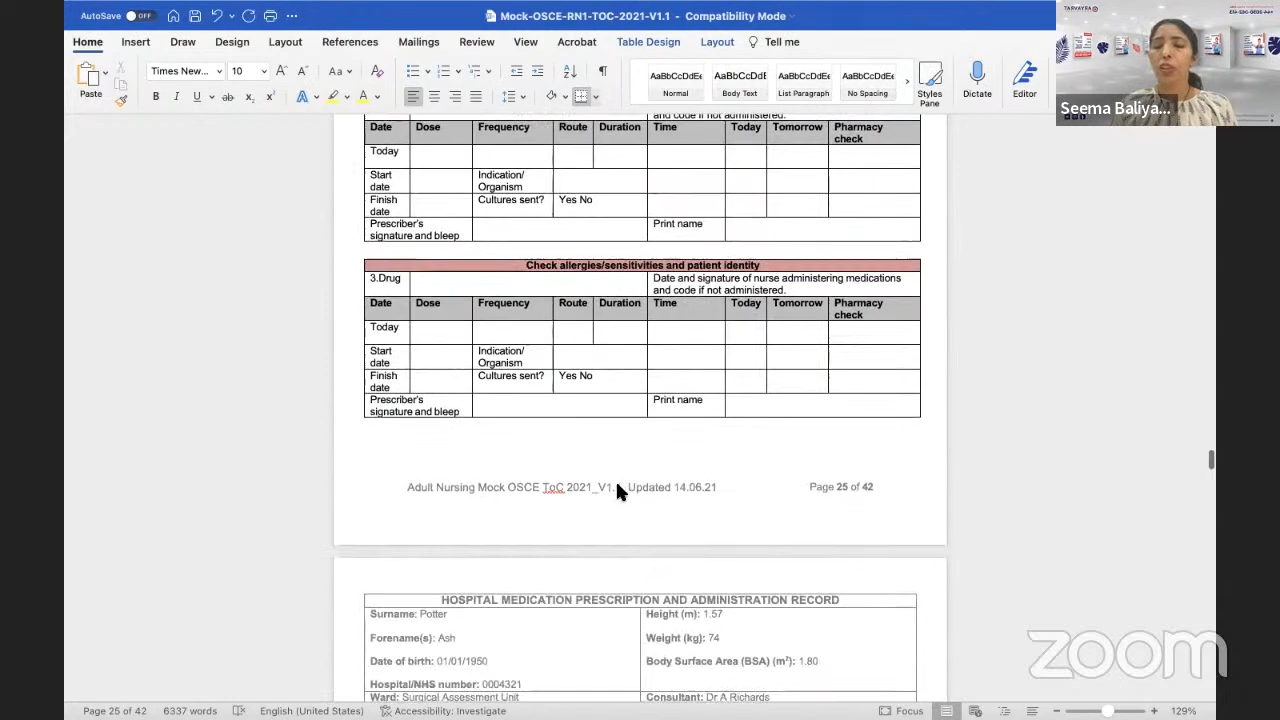 AutoSave OFF
Mock-OSCE-RN1-TOC-2021-V1.1 - Compatibility Mode
Home Insert Draw Design Layout References Mailings Review View Acrobat Table Design Layout Tell me
Paste
Times New... 10
AaBbCcDdEe AaBbCcDdE AaBbCcDdEe AaBbCcDdEe
Normal Body Text List Paragraph No Spacing
Styles Pane
Dictate
Editor
TARVAYRA
Seema Baliya...
and code if not administered.
Date Dose Frequency Route Duration Time Today Tomorrow Pharmacy check
Today
Start date Indication/ Organism
Finish date Cultures sent? Yes No
Prescriber's signature and bleep Print name
Check allergies/sensitivities and patient identity
3.Drug Date and signature of nurse administering medications and code if not administered.
Date Dose Frequency Route Duration Time Today Tomorrow Pharmacy check
Today
Start date Indication/ Organism
Finish date Cultures sent? Yes No
Prescriber's signature and bleep Print name
Adult Nursing Mock OSCE ToC 2021_V1. Updated 14.06.21 Page 25 of 42
HOSPITAL MEDICATION PRESCRIPTION AND ADMINISTRATION RECORD
Surname: Potter Height (m): 1.57
Forename(s): Ash Weight (kg): 74
Date of birth: 01/01/1950 Body Surface Area (BSA) (m²): 1.80
Hospital/NHS number: 0004321
Ward: Surgical Assessment Unit Consultant: Dr A Richards
zoom
Page 25 of 42 6337 words English (United States) Accessibility: Investigate Focus 129%